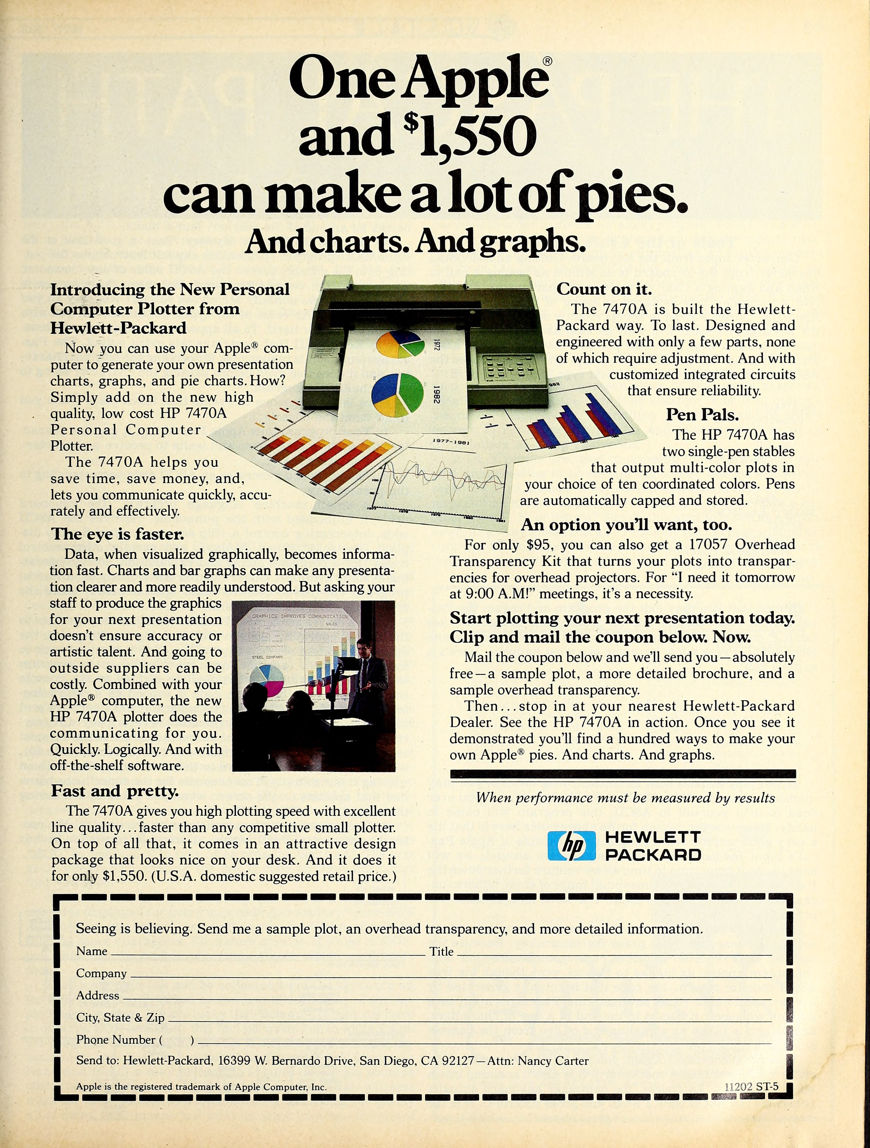 One Apple®
and $1,550
can make a lot of pies.
And charts. And graphs.
Introducing the New Personal
Computer Plotter from
Hewlett-Packard
Now you can use your Apple® com-
puter to generate your own presentation
charts, graphs, and pie charts. How?
Simply add on the new high
quality, low cost HP 7470A
Personal Computer
Plotter.
The 7470A helps you
save time, save money, and,
lets you communicate quickly, accu-
rately and effectively.
The eye is faster.
Data, when visualized graphically, becomes informa-
tion fast. Charts and bar graphs can make any presenta-
tion clearer and more readily understood. But asking your
staff to produce the graphics
for your next presentation
doesn't ensure accuracy or
artistic talent. And going to
outside suppliers can be
costly. Combined with your
Apple® computer, the new
HP 7470A plotter does the
communicating for you.
Quickly. Logically. And with
off-the-shelf software.
GRAPHICS IMPROVES COMMUNICATION
Fast and pretty.
The 7470A gives you high plotting speed with excellent
line quality...faster than any competitive small plotter.
On top of all that, it comes in an attractive design
package that looks nice on your desk. And it does it
for only $1,550. (U.S.A. domestic suggested retail price.)
1972
1982
1977-1981
Count on it.
The 7470A is built the Hewlett-
Packard way. To last. Designed and
engineered with only a few parts, none
of which require adjustment. And with
customized integrated circuits
that ensure reliability.
Pen Pals.
The HP 7470A has
two single-pen stables
that output multi-color plots in
your choice of ten coordinated colors. Pens
are automatically capped and stored.
An option you'll want, too.
For only $95, you can also get a 17057 Overhead
Transparency Kit that turns your plots into transpar-
encies for overhead projectors. For “I need it tomorrow
at 9:00 A.M!” meetings, it's a necessity.
Start plotting your next presentation today.
Clip and mail the coupon below. Now.
Mail the coupon below and we'll send you—absolutely
free—a sample plot, a more detailed brochure, and a
sample overhead transparency.
Then...stop in at your nearest Hewlett-Packard
Dealer. See the HP 7470A in action. Once you see it
demonstrated you'll find a hundred ways to make your
own Apple® pies. And charts. And graphs.
When performance must be measured by results
hp HEWLETT
PACKARD
Seeing is believing. Send me a sample plot, an overhead transparency, and more detailed information.
Name Title
Company
Address
City, State & Zip
Phone Number ( )
Send to: Hewlett-Packard, 16399 W. Bernardo Drive, San Diego, CA 92127—Attn: Nancy Carter
Apple is the registered trademark of Apple Computer, Inc.
11202 ST-5